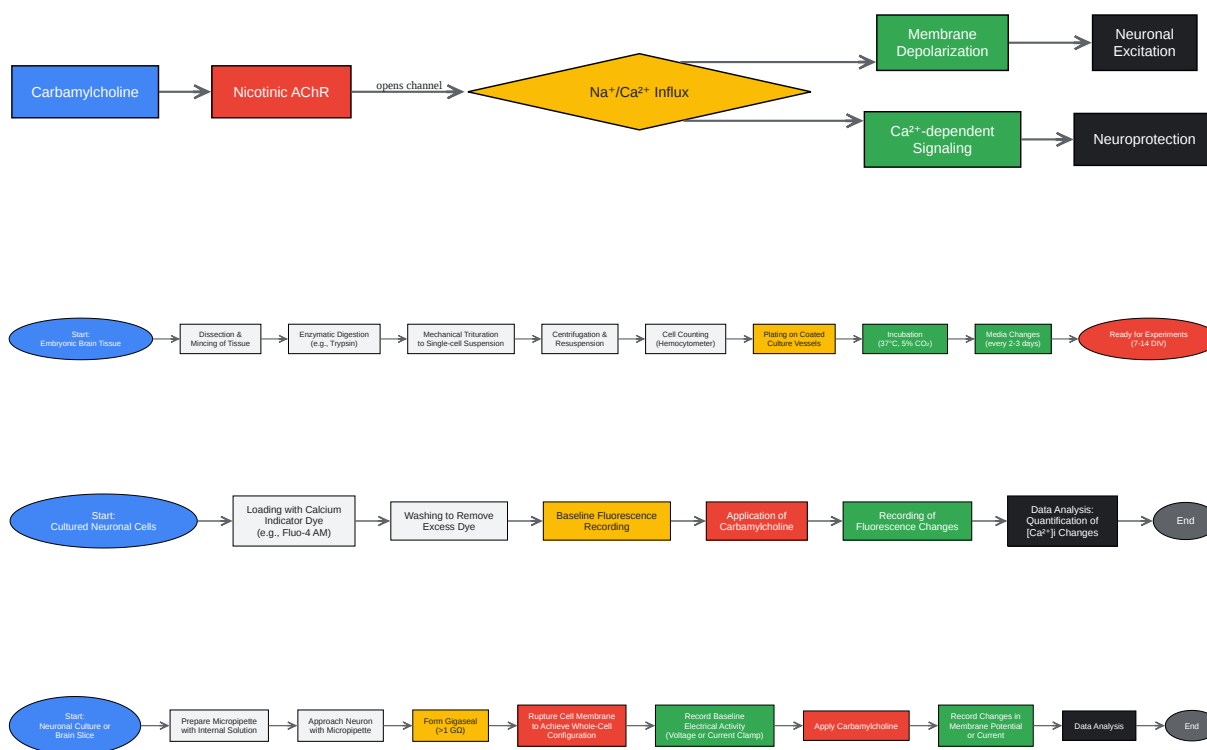 Carbamylcholine
Nicotinic AChR
opens channel
Na⁺/Ca²⁺ Influx
Membrane
Depolarization
Neuronal
Excitation
Ca²⁺-dependent
Signaling
Neuroprotection
Start:
Embryonic Brain Tissue
Dissection &
Mincing of Tissue
Enzymatic Digestion
(e.g., Trypsin)
Mechanical Trituration
to Single-cell Suspension
Centrifugation &
Resuspension
Cell Counting
(Hemocytometer)
Plating on Coated
Culture Vessels
Incubation
(37°C, 5% CO₂)
Media Changes
(every 2-3 days)
Ready for Experiments
(7-14 DIV)
Start:
Cultured Neuronal Cells
Loading with Calcium
Indicator Dye
(e.g., Fluo-4 AM)
Washing to Remove
Excess Dye
Baseline Fluorescence
Recording
Application of
Carbamylcholine
Recording of
Fluorescence Changes
Data Analysis:
Quantification of
[Ca²⁺]i Changes
End
Start:
Neuronal Culture or
Brain Slice
Prepare Micropipette
with Internal Solution
Approach Neuron
with Micropipette
Form Gigaseal
(>1 GΩ)
Rupture Cell Membrane
to Achieve Whole-Cell
Configuration
Record Baseline
Electrical Activity
(Voltage or Current Clamp)
Apply Carbamylcholine
Record Changes in
Membrane Potential
or Current
Data Analysis
End